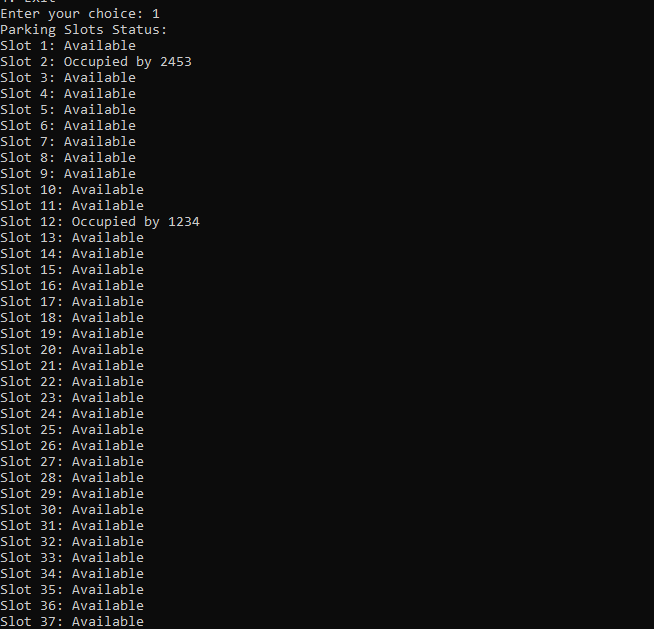 4. Exit
Enter your choice: 1
Parking Slots Status:
Slot 1: Available
Slot 2: Occupied by 2453
Slot 3: Available
Slot 4: Available
Slot 5: Available
Slot 6: Available
Slot 7: Available
Slot 8: Available
Slot 9: Available
Slot 10: Available
Slot 11: Available
Slot 12: Occupied by 1234
Slot 13: Available
Slot 14: Available
Slot 15: Available
Slot 16: Available
Slot 17: Available
Slot 18: Available
Slot 19: Available
Slot 20: Available
Slot 21: Available
Slot 22: Available
Slot 23: Available
Slot 24: Available
Slot 25: Available
Slot 26: Available
Slot 27: Available
Slot 28: Available
Slot 29: Available
Slot 30: Available
Slot 31: Available
Slot 32: Available
Slot 33: Available
Slot 34: Available
Slot 35: Available
Slot 36: Available
Slot 37: Available